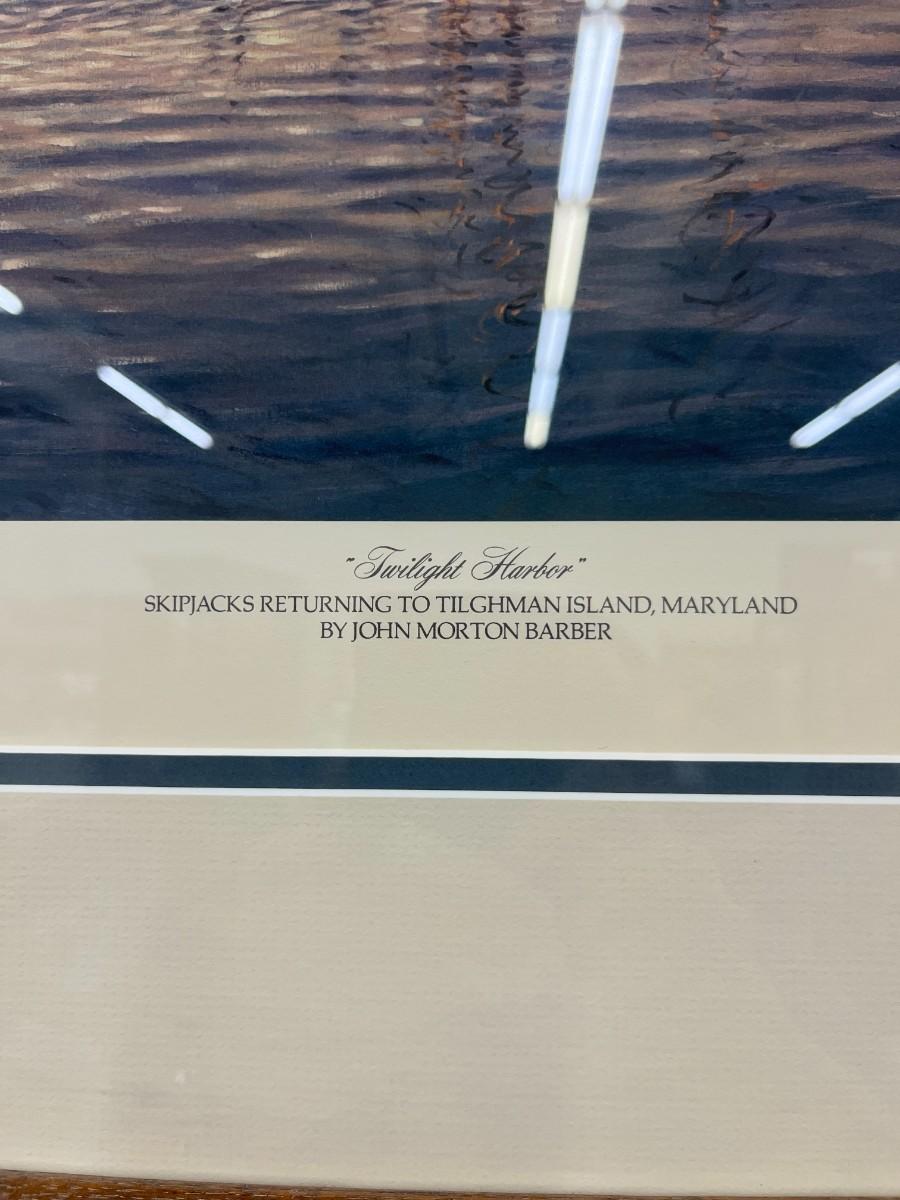 "Twilight Harbor"
SKIPJACKS RETURNING TO TILGHMAN ISLAND, MARYLAND
BY JOHN MORTON BARBER